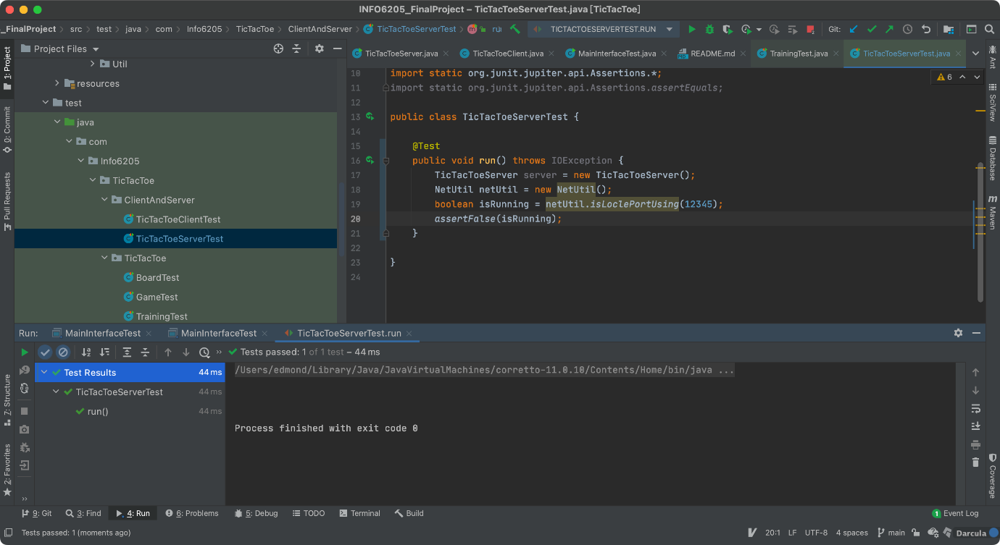 INFO6205_FinalProject – TicTacToeServerTest.java [TicTacToe]
_FinalProject src test java com Info6205 TicTacToe ClientAndServer TicTacToeServerTest run TICTACTOESERVERTEST.RUN Git:
1: Project
0: Commit
Pull Requests
Z: Structure
2: Favorites
Project Files
Util
resources
test
java
com
Info6205
TicTacToe
ClientAndServer
TicTacToeClientTest
TicTacToeServerTest
TicTacToe
BoardTest
GameTest
TrainingTest
TicTacToeServer.java TicTacToeClient.java MainInterfaceTest.java README.md TrainingTest.java TicTacToeServerTest.java
6
10 import static org.junit.jupiter.api.Assertions.*;
11 import static org.junit.jupiter.api.Assertions.assertEquals;
12
13 public class TicTacToeServerTest {
14
15 @Test
16 public void run() throws IOException {
17 TicTacToeServer server = new TicTacToeServer();
18 NetUtil netUtil = new NetUtil();
19 boolean isRunning = netUtil.isLoclePortUsing(12345);
20 assertFalse(isRunning);
21 }
22
23 }
24
Ant
SciView
Database
m Maven
Coverage
Run: MainInterfaceTest MainInterfaceTest TicTacToeServerTest.run
Tests passed: 1 of 1 test – 44 ms
Test Results 44 ms
TicTacToeServerTest 44 ms
run() 44 ms
/Users/edmond/Library/Java/JavaVirtualMachines/corretto-11.0.10/Contents/Home/bin/java ...
Process finished with exit code 0
9: Git 3: Find 4: Run 6: Problems 5: Debug TODO Terminal Build 1 Event Log
Tests passed: 1 (moments ago) 20:1 LF UTF-8 4 spaces main Darcula